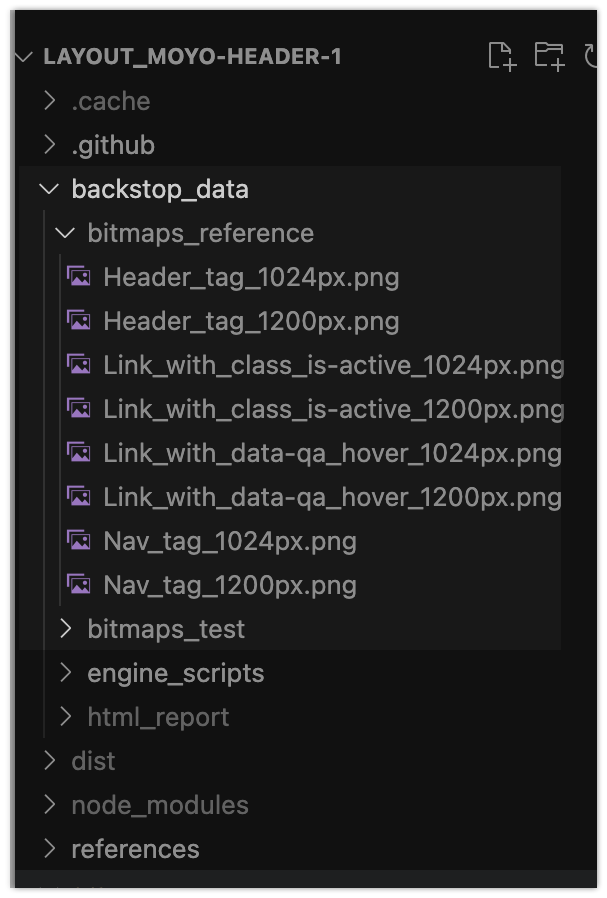 LAYOUT_MOYO-HEADER-1
.cache
.github
backstop_data
bitmaps_reference
Header_tag_1024px.png
Header_tag_1200px.png
Link_with_class_is-active_1024px.png
Link_with_class_is-active_1200px.png
Link_with_data-qa_hover_1024px.png
Link_with_data-qa_hover_1200px.png
Nav_tag_1024px.png
Nav_tag_1200px.png
bitmaps_test
engine_scripts
html_report
dist
node_modules
references